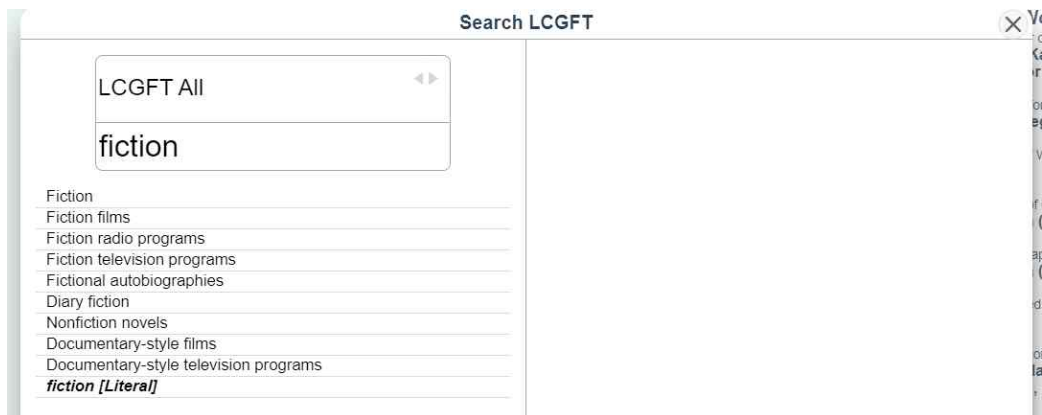 Search LCGFT
LCGFT All
fiction
Fiction
Fiction films
Fiction radio programs
Fiction television programs
Fictional autobiographies
Diary fiction
Nonfiction novels
Documentary-style films
Documentary-style television programs
fiction [Literal]